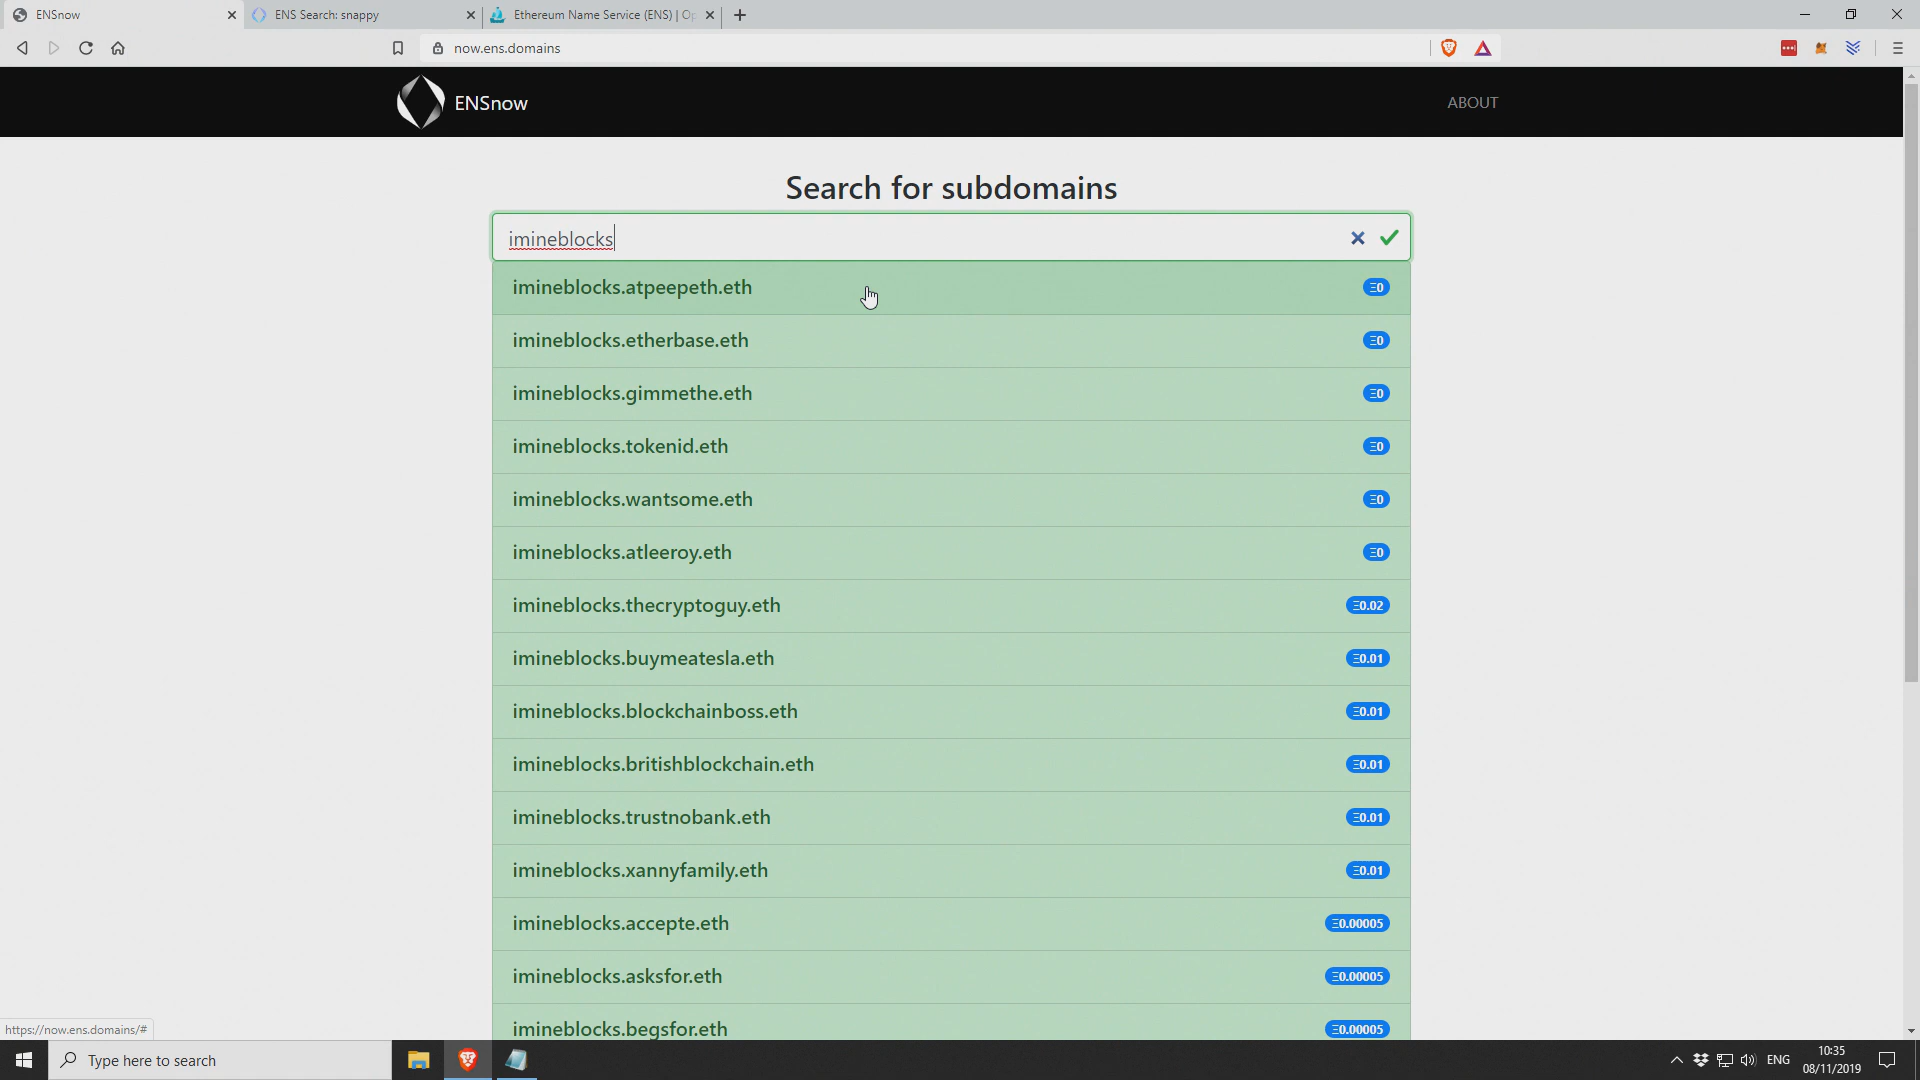 ENSnow
ENS Search: snappy
Ethereum Name Service (ENS) | Op
now.ens.domains
ENSnow
ABOUT
Search for subdomains
imineblocks
imineblocks.atpeepeth.eth
Ξ0
imineblocks.etherbase.eth
Ξ0
imineblocks.gimmethe.eth
Ξ0
imineblocks.tokenid.eth
Ξ0
imineblocks.wantsome.eth
Ξ0
imineblocks.atleeroy.eth
Ξ0
imineblocks.thecryptoguy.eth
Ξ0.02
imineblocks.buymeatesla.eth
Ξ0.01
imineblocks.blockchainboss.eth
Ξ0.01
imineblocks.britishblockchain.eth
Ξ0.01
imineblocks.trustnobank.eth
Ξ0.01
imineblocks.xannyfamily.eth
Ξ0.01
imineblocks.accepte.eth
Ξ0.00005
imineblocks.asksfor.eth
Ξ0.00005
imineblocks.begsfor.eth
Ξ0.00005
https://now.ens.domains/#
Type here to search
ENG
10:35
08/11/2019